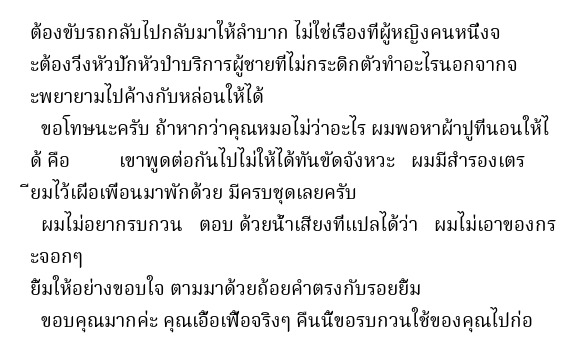 ต้องขับรถกลับไปกลับมาให้ลำบาก ไม่ใช่เรื่องที่ผู้หญิงคนหนึ่งจ
ะต้องวิ่งหัวปักหัวปำบริการผู้ชายที่ไม่กระดิกตัวทำอะไรนอกจากจ
ะพยายามไปค้างกับหล่อนให้ได้
ขอโทษนะครับ ถ้าหากว่าคุณหมอไม่ว่าอะไร ผมพอหาผ้าปูที่นอนให้ไ
ด้ คือ เขาพูดต่อกันไปไม่ให้ได้ทันขัดจังหวะ ผมมีสำรองเตร
ียมไว้เผื่อเพื่อนมาพักด้วย มีครบชุดเลยครับ
ผมไม่อยากรบกวน ตอบ ด้วยน้ำเสียงที่แปลได้ว่า ผมไม่เอาของกร
ะจอกๆ
ยิ้มให้อย่างขอบใจ ตามมาด้วยถ้อยคำตรงกับรอยยิ้ม
ขอบคุณมากค่ะ คุณเอื้อเฟื้อจริงๆ คืนนี้ขอรบกวนใช้ของคุณไปก่อ